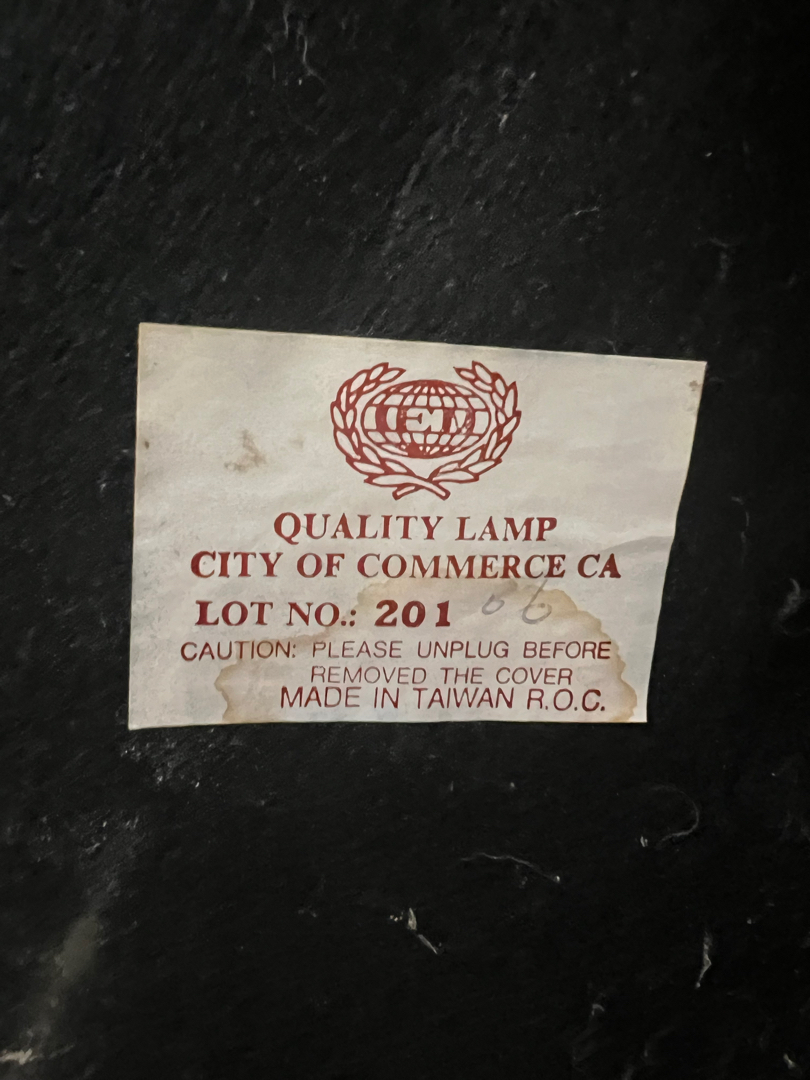 QUALITY LAMP
CITY OF COMMERCE CA
LOT NO.: 201 06
CAUTION: PLEASE UNPLUG BEFORE
REMOVED THE COVER
MADE IN TAIWAN R.O.C.